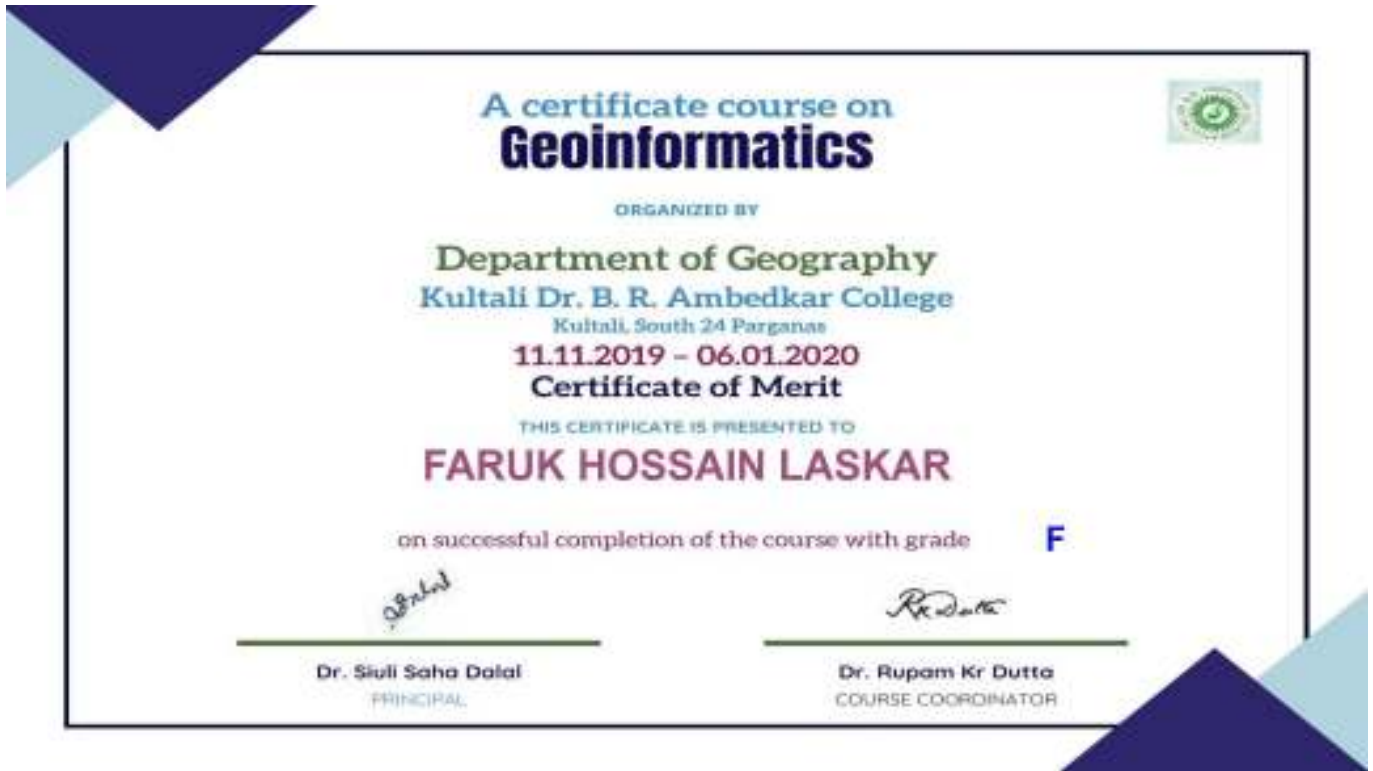 A certificate course on
Geoinformatics
ORGANIZED BY
Department of Geography
Kultali Dr. B. R. Ambedkar College
Kultali, South 24 Parganas
11.11.2019 – 06.01.2020
Certificate of Merit
THIS CERTIFICATE IS PRESENTED TO
FARUK HOSSAIN LASKAR
on successful completion of the course with grade F
Dr. Siuli Saha Dalal
Dr. Rupam Kr Dutta
PRINCIPAL
COURSE COORDINATOR